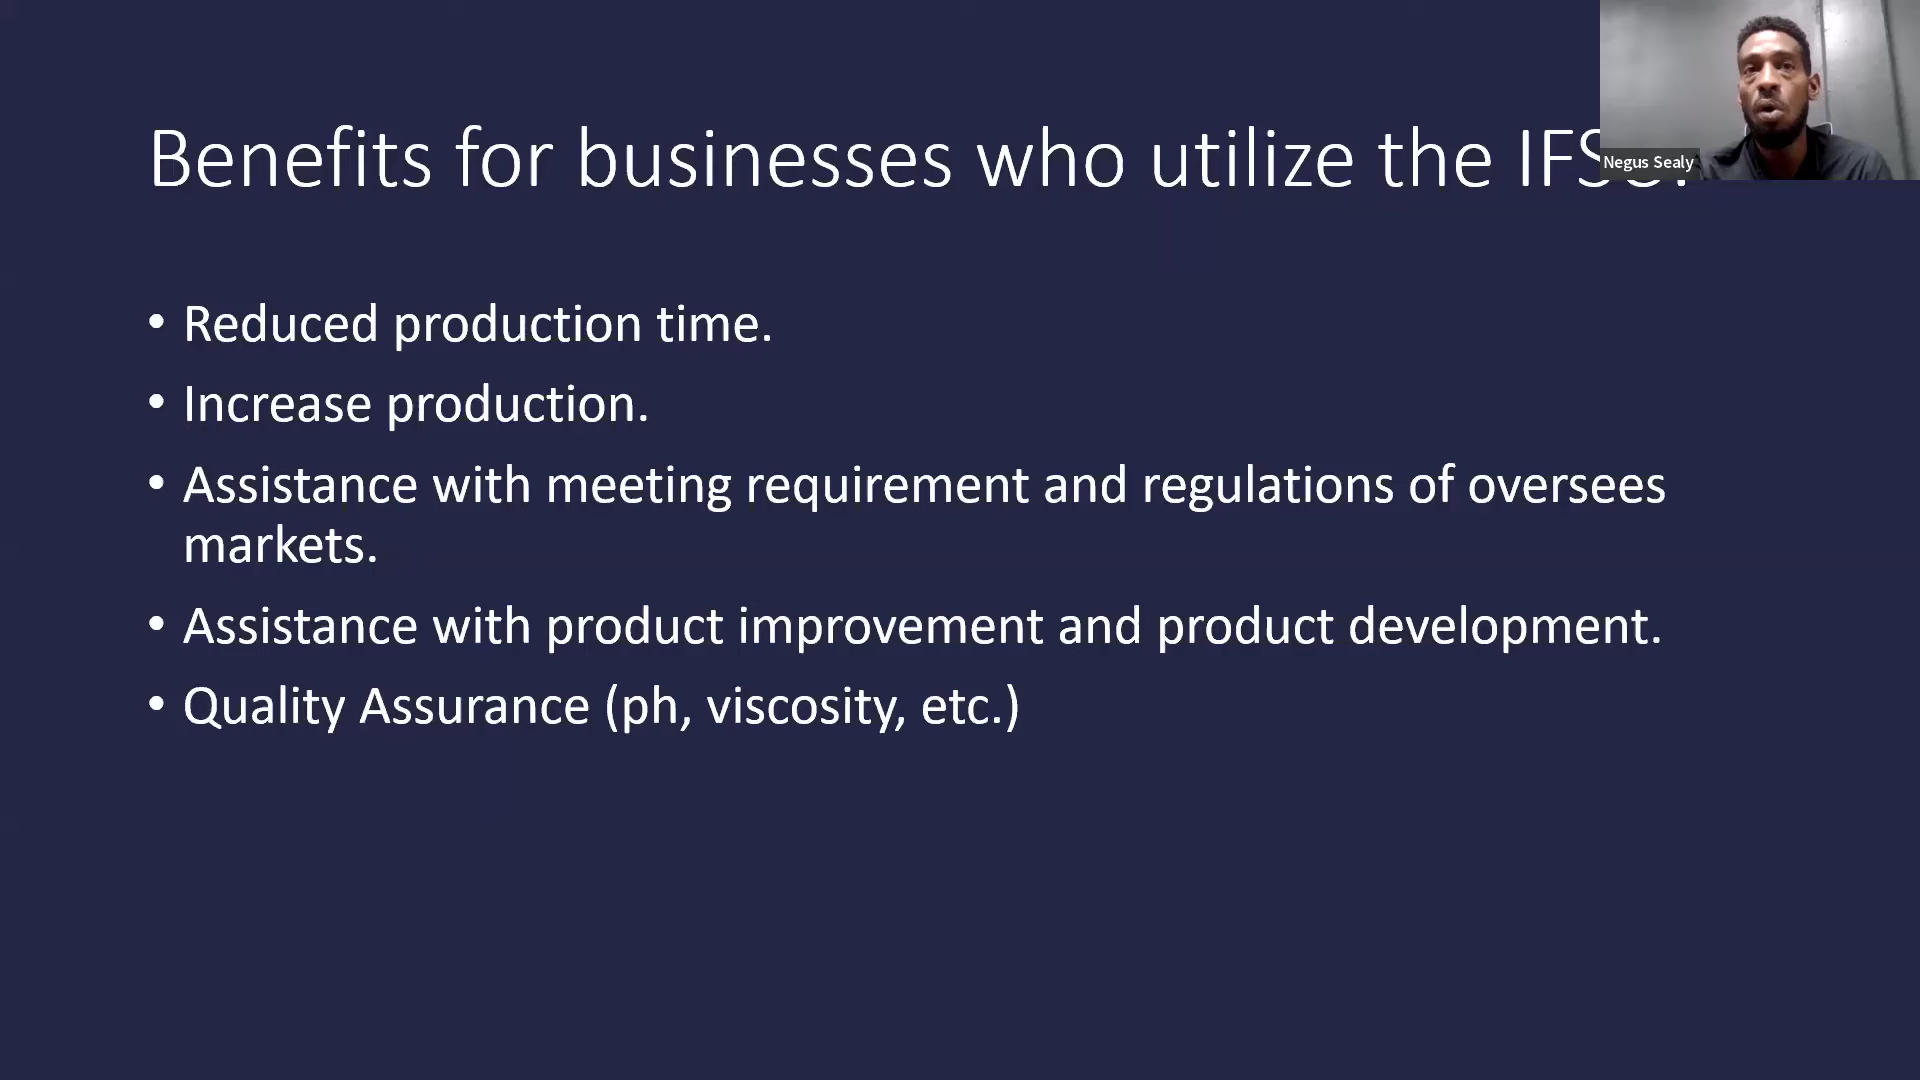 Benefits for businesses who utilize the
Negus Sealy
• Reduced production time.
• Increase production.
• Assistance with meeting requirement and regulations of oversees
markets.
• Assistance with product improvement and product development.
• Quality Assurance (ph, viscosity, etc.)